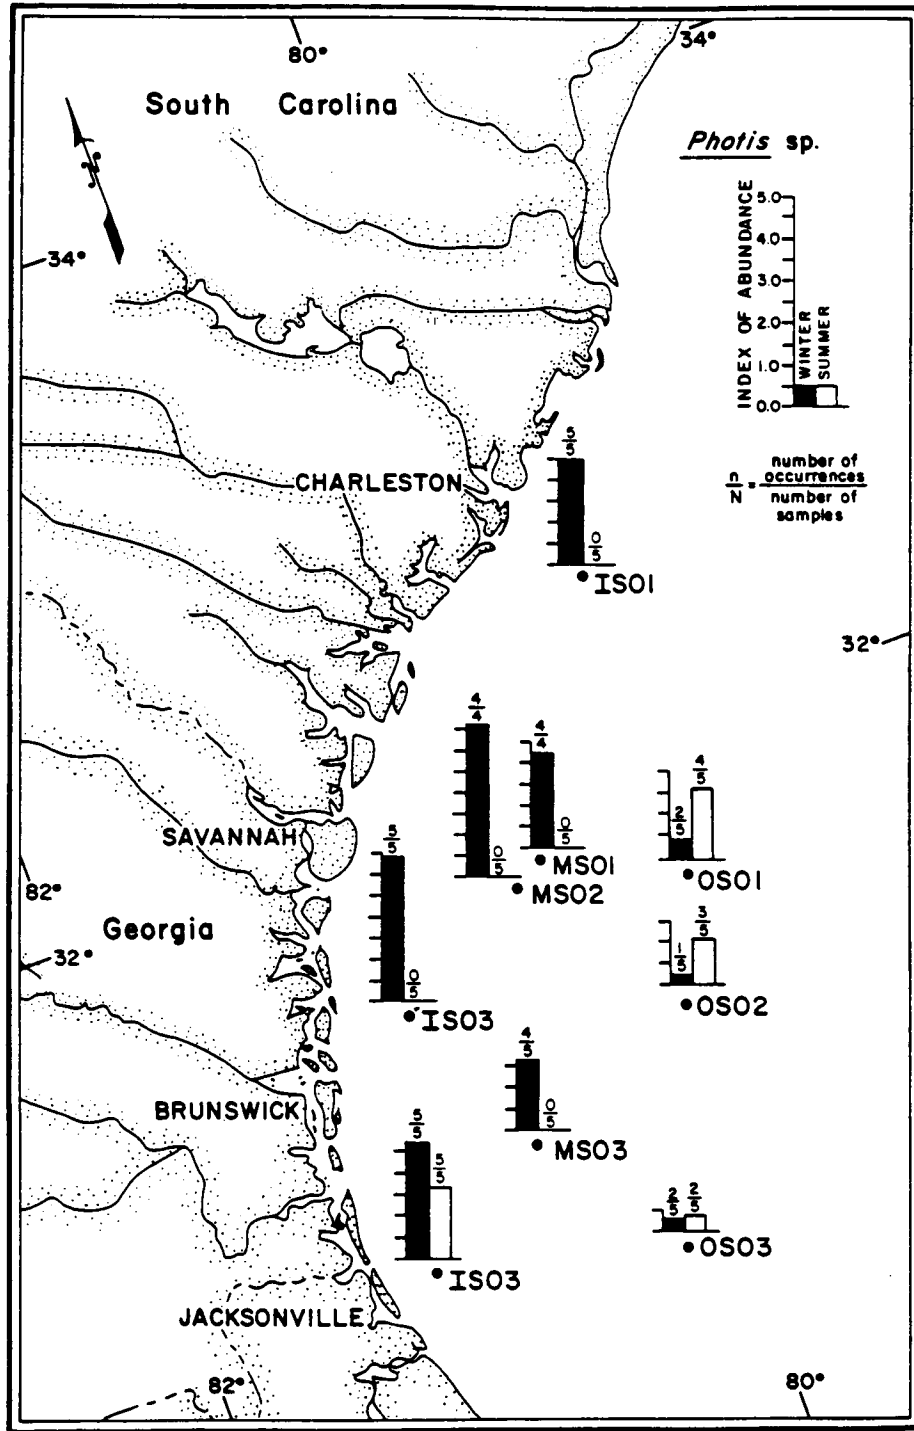 80°
34°
South Carolina
Photis sp.
N
34°
INDEX OF ABUNDANCE
5.0
4.0
3.0
2.0
1.0
0.0
WINTER
SUMMER
n/N = number of occurrences / number of samples
CHARLESTON
5/5
0/5
IS01
32°
4/4
0/5
MS02
4/4
0/5
MS01
2/5
4/5
OS01
SAVANNAH
82°
Georgia
32°
5/5
0/5
IS03
1/5
3/5
OS02
BRUNSWICK
4/5
0/5
MS03
5/5
5/5
IS03
2/5
2/5
OS03
JACKSONVILLE
82°
80°